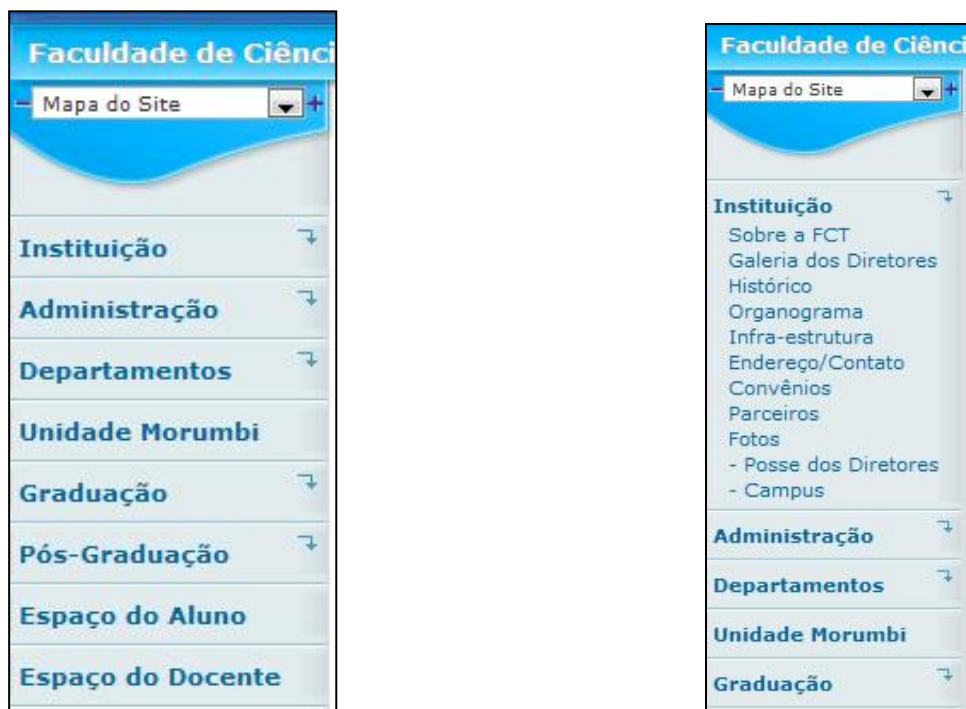 Faculdade de Ciênci
- Mapa do Site +
Instituição
Administração
Departamentos
Unidade Morumbi
Graduação
Pós-Graduação
Espaço do Aluno
Espaço do Docente
Faculdade de Ciênci
- Mapa do Site +
Instituição
Sobre a FCT
Galeria dos Diretores
Histórico
Organograma
Infra-estrutura
Endereço/Contato
Convênios
Parceiros
Fotos
- Posse dos Diretores
- Campus
Administração
Departamentos
Unidade Morumbi
Graduação